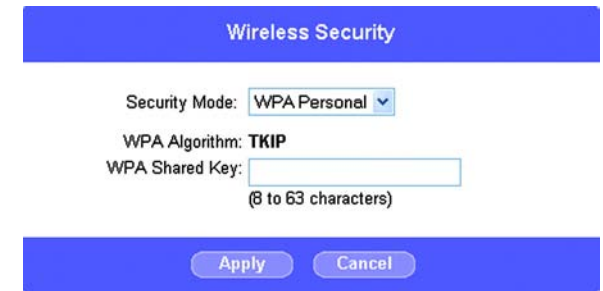 Wireless Security
Security Mode: WPA Personal
WPA Algorithm: TKIP
WPA Shared Key:
(8 to 63 characters)
Apply Cancel